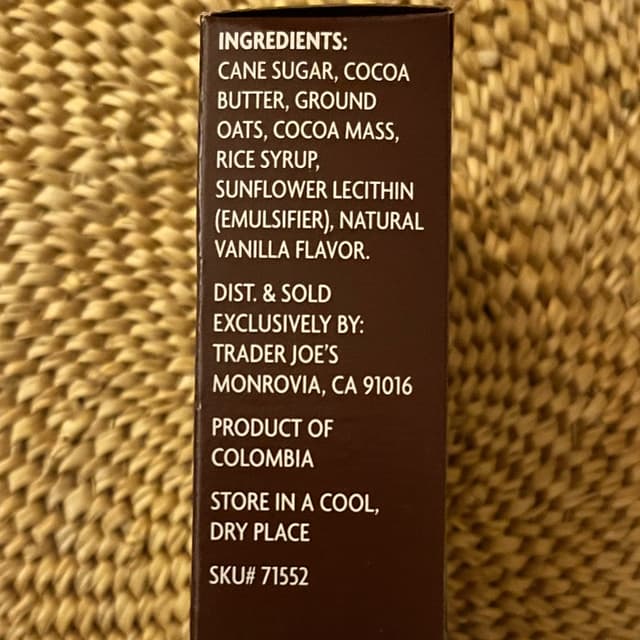 INGREDIENTS:
CANE SUGAR, COCOA
BUTTER, GROUND
OATS, COCOA MASS,
RICE SYRUP,
SUNFLOWER LECITHIN
(EMULSIFIER), NATURAL
VANILLA FLAVOR.
DIST. & SOLD
EXCLUSIVELY BY:
TRADER JOE'S
MONROVIA, CA 91016
PRODUCT OF
COLOMBIA
STORE IN A COOL,
DRY PLACE
SKU# 71552